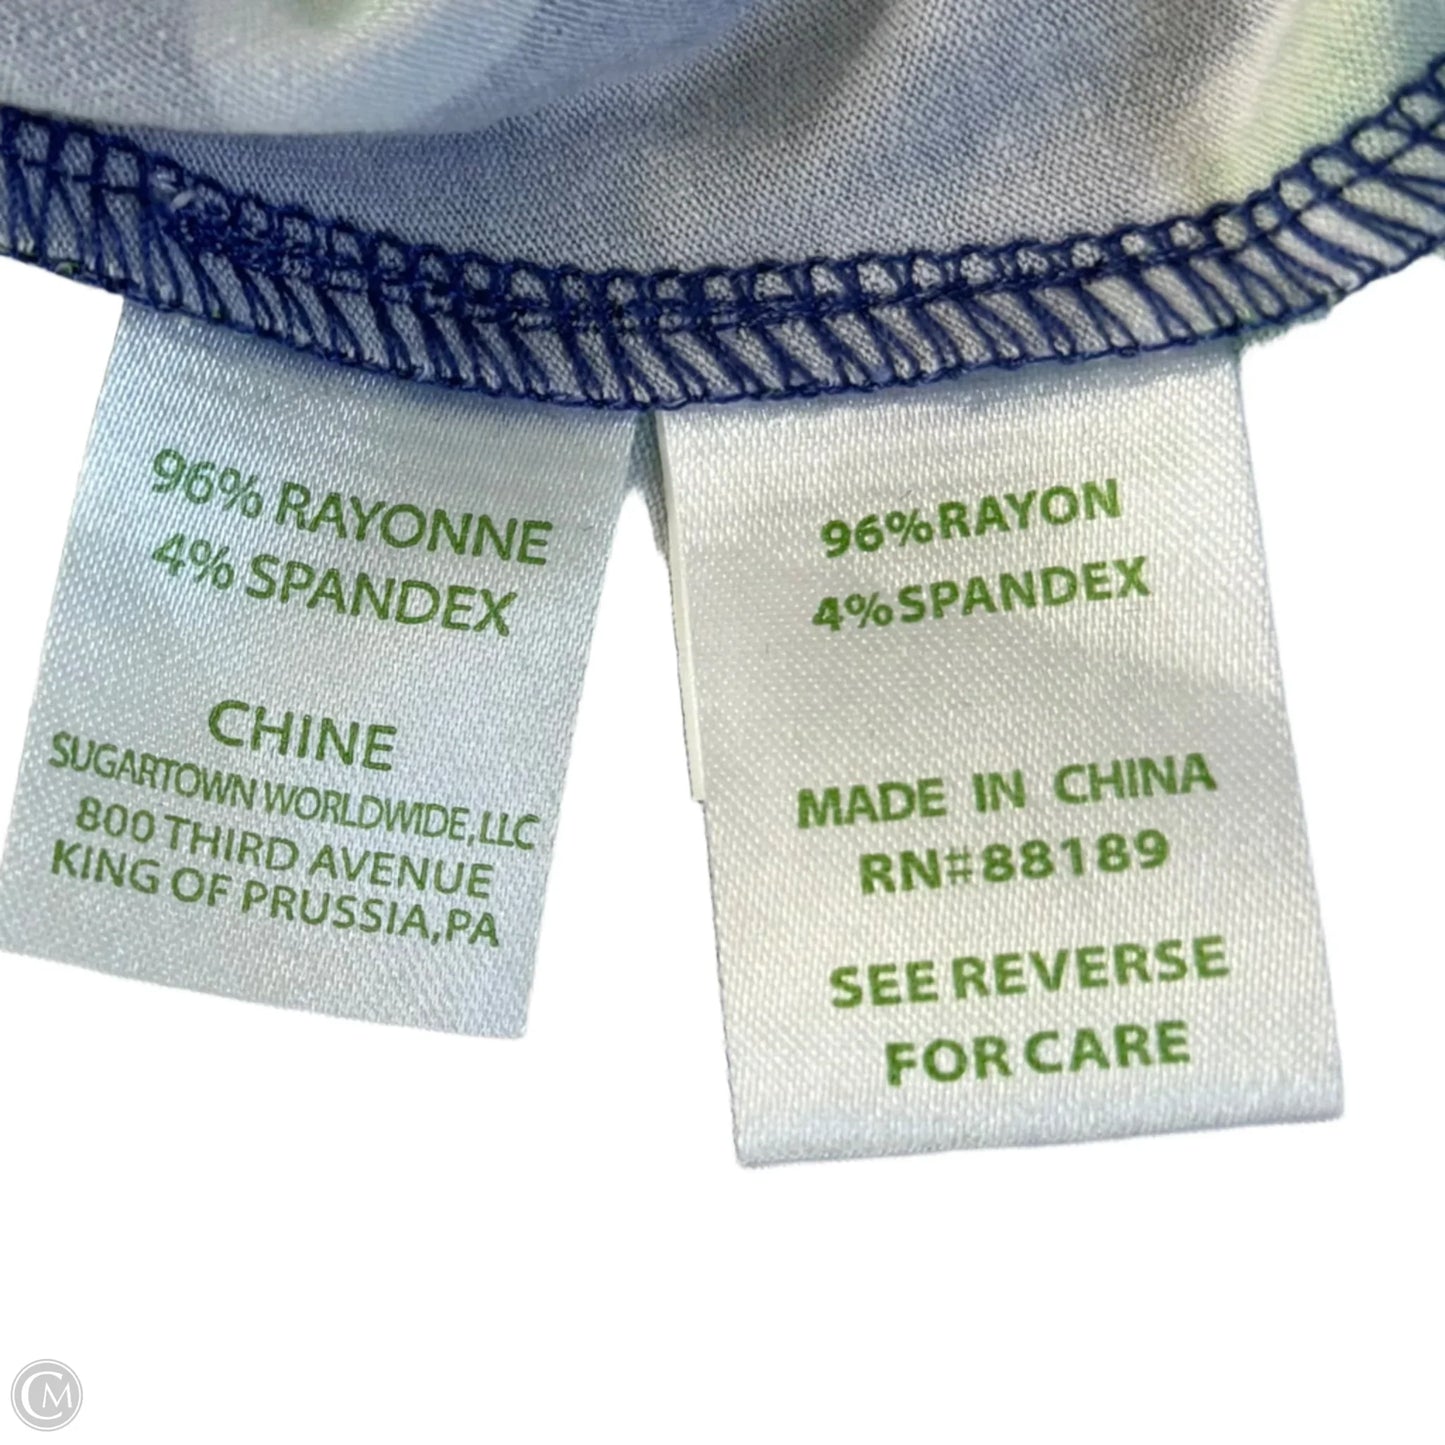 96% RAYONNE
4% SPANDEX
CHINE
SUGARTOWN WORLDWIDE, LLC
800 THIRD AVENUE
KING OF PRUSSIA, PA
96% RAYON
4% SPANDEX
MADE IN CHINA
RN#88189
SEE REVERSE
FOR CARE
CM